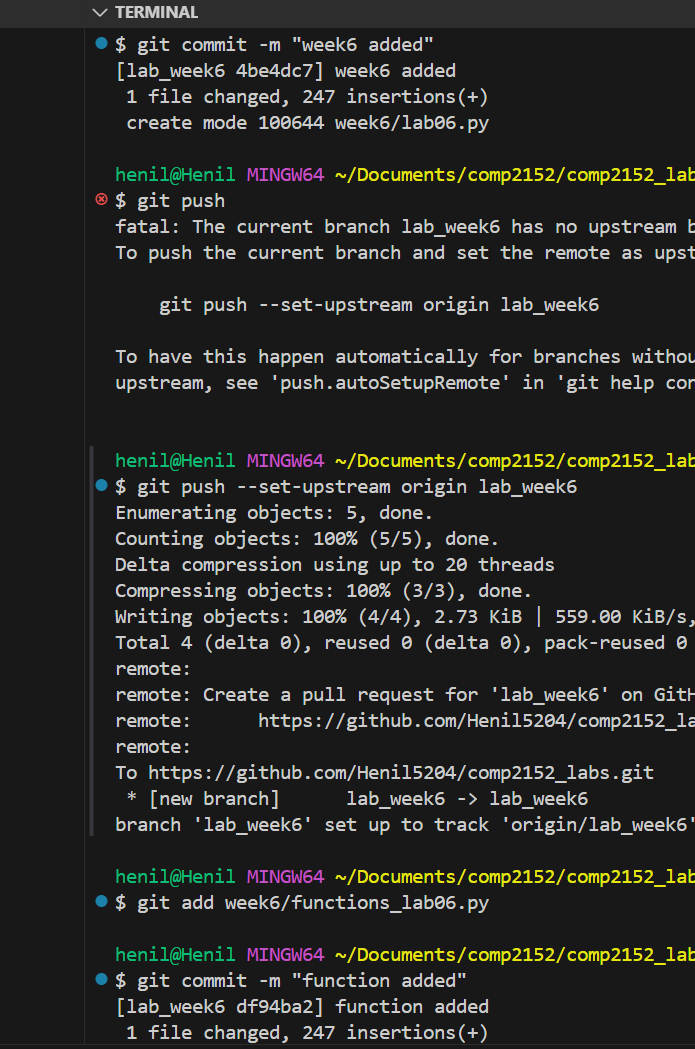 TERMINAL
$ git commit -m "week6 added"
[lab_week6 4be4dc7] week6 added
1 file changed, 247 insertions(+)
create mode 100644 week6/lab06.py
henil@Henil MINGW64 ~/Documents/comp2152/comp2152_lab
$ git push
fatal: The current branch lab_week6 has no upstream b
To push the current branch and set the remote as upst
git push --set-upstream origin lab_week6
To have this happen automatically for branches withou
upstream, see 'push.autoSetupRemote' in 'git help con
henil@Henil MINGW64 ~/Documents/comp2152/comp2152_lab
$ git push --set-upstream origin lab_week6
Enumerating objects: 5, done.
Counting objects: 100% (5/5), done.
Delta compression using up to 20 threads
Compressing objects: 100% (3/3), done.
Writing objects: 100% (4/4), 2.73 KiB | 559.00 KiB/s,
Total 4 (delta 0), reused 0 (delta 0), pack-reused 0
remote:
remote: Create a pull request for 'lab_week6' on GitH
remote:      https://github.com/Henil5204/comp2152_la
remote:
To https://github.com/Henil5204/comp2152_labs.git
* [new branch]      lab_week6 -> lab_week6
branch 'lab_week6' set up to track 'origin/lab_week6'
henil@Henil MINGW64 ~/Documents/comp2152/comp2152_lab
$ git add week6/functions_lab06.py
henil@Henil MINGW64 ~/Documents/comp2152/comp2152_lab
$ git commit -m "function added"
[lab_week6 df94ba2] function added
1 file changed, 247 insertions(+)